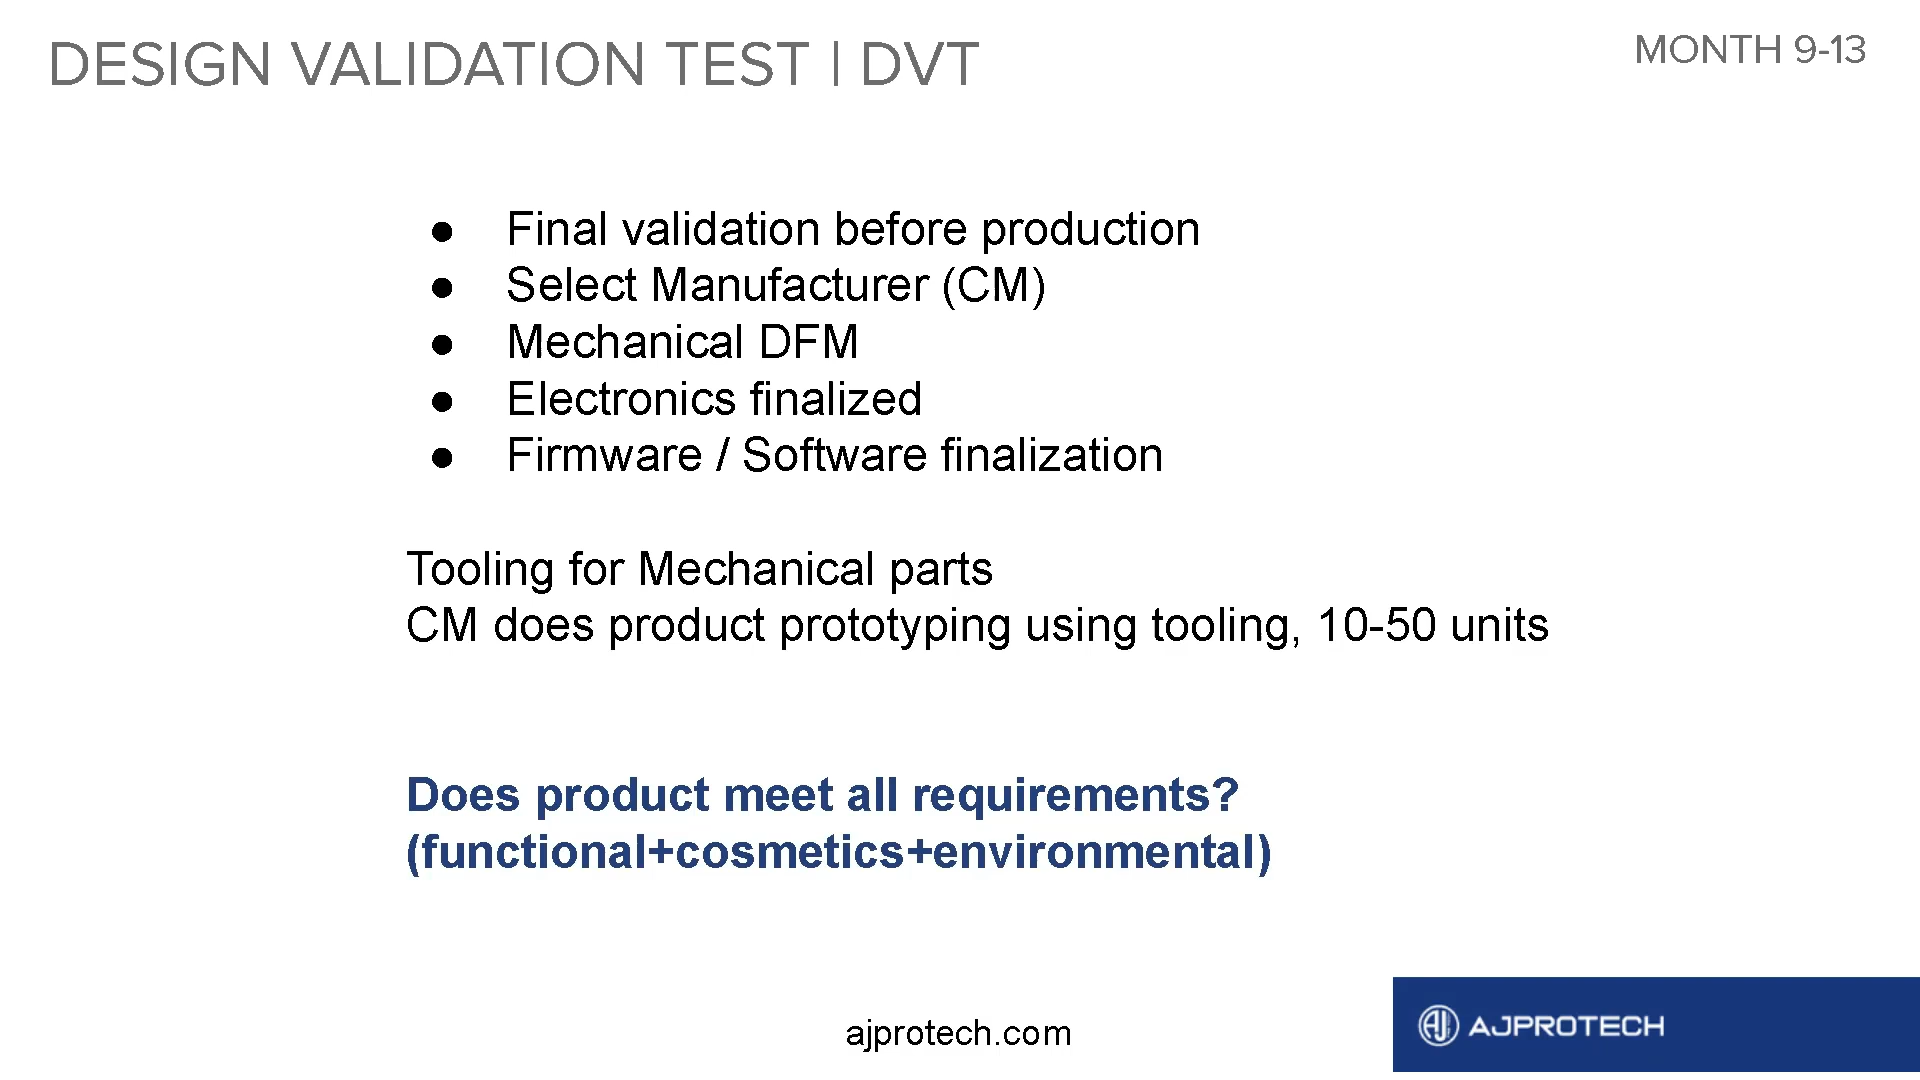 DESIGN VALIDATION TEST | DVT
MONTH 9-13
● Final validation before production
● Select Manufacturer (CM)
● Mechanical DFM
● Electronics finalized
● Firmware / Software finalization
Tooling for Mechanical parts
CM does product prototyping using tooling, 10-50 units
Does product meet all requirements?
(functional+cosmetics+environmental)
ajprotech.com
AJPROTECH